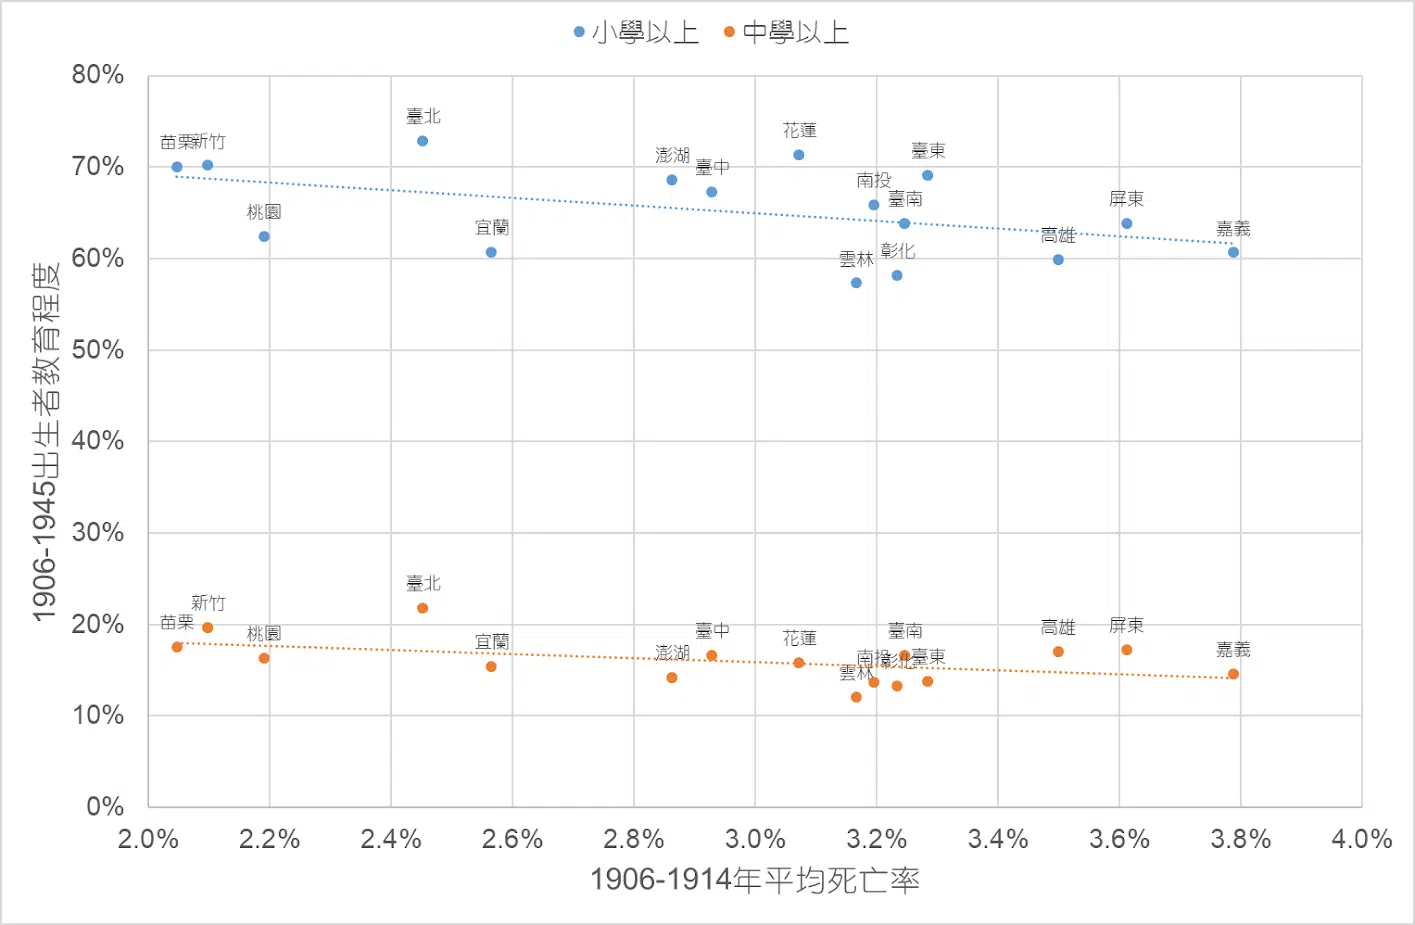 小學以上 中學以上
80%
70%
60%
50%
40%
30%
20%
10%
0%
1906-1945出生者教育程度
苗栗
新竹
桃園
臺北
宜蘭
澎湖
臺中
花蓮
南投
臺南
臺東
雲林
彰化
高雄
屏東
嘉義
苗栗
新竹
桃園
臺北
宜蘭
澎湖
臺中
花蓮
雲林
南投
彰化
臺南
臺東
高雄
屏東
嘉義
2.0% 2.2% 2.4% 2.6% 2.8% 3.0% 3.2% 3.4% 3.6% 3.8% 4.0%
1906-1914年平均死亡率